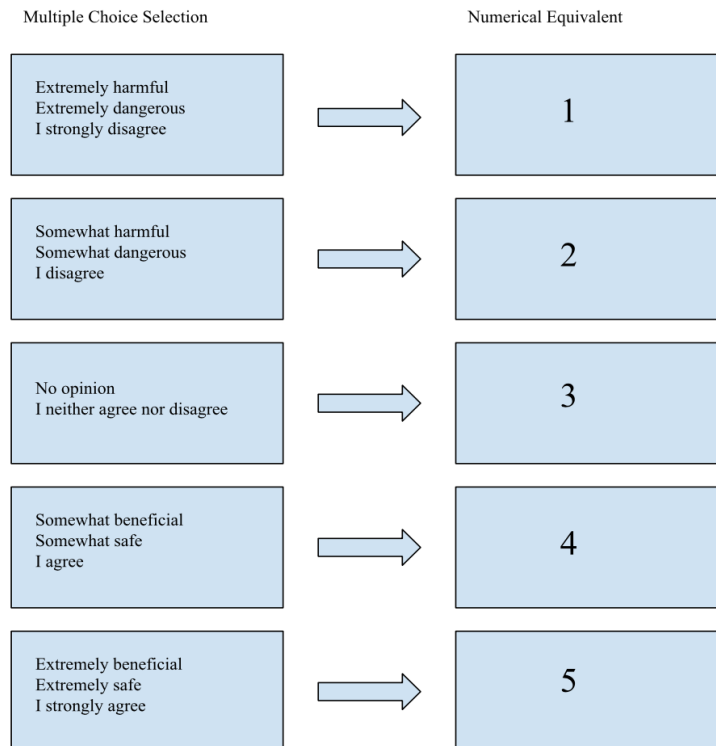 Multiple Choice Selection
Numerical Equivalent
Extremely harmful
Extremely dangerous
I strongly disagree
1
Somewhat harmful
Somewhat dangerous
I disagree
2
No opinion
I neither agree nor disagree
3
Somewhat beneficial
Somewhat safe
I agree
4
Extremely beneficial
Extremely safe
I strongly agree
5